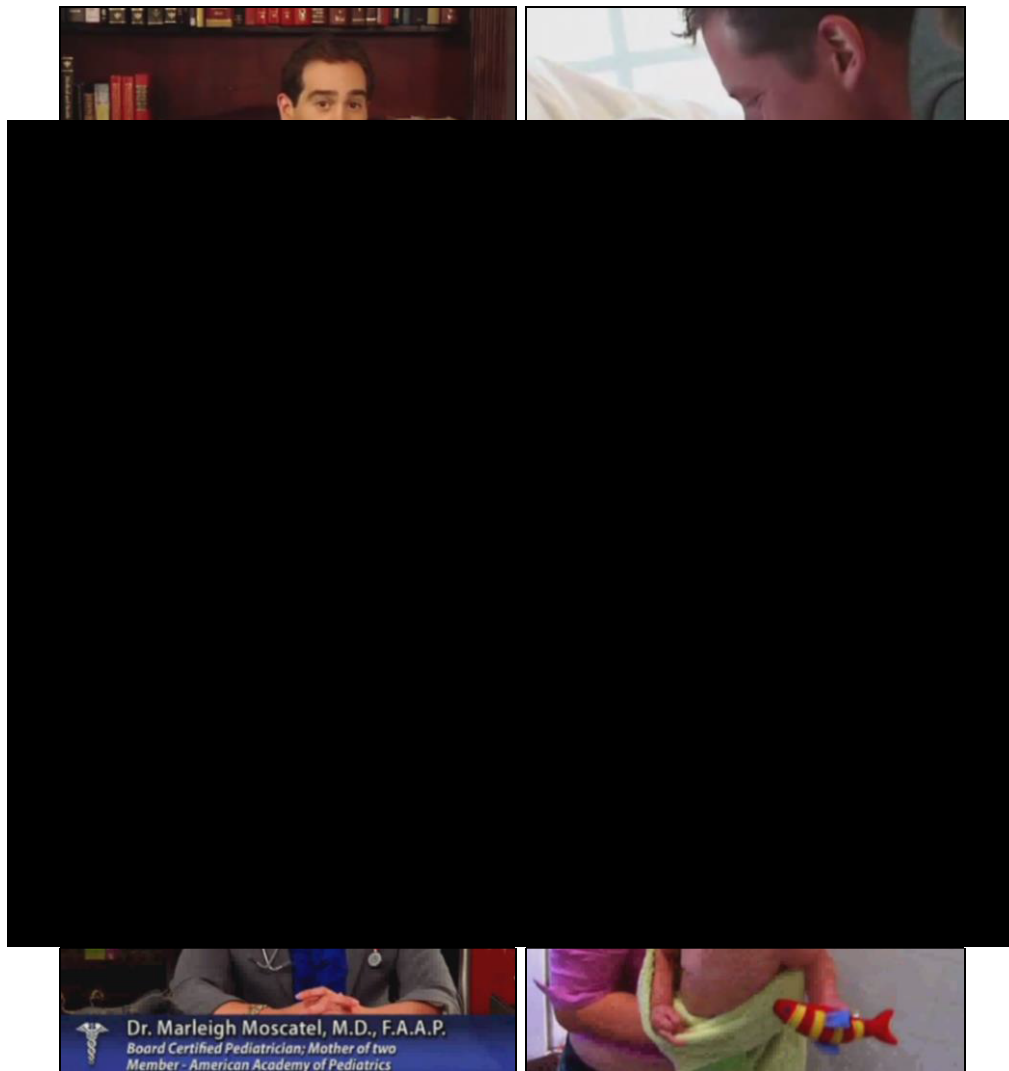 Dr. Marleigh Moscatel, M.D., F.A.A.P.
Board Certified Pediatrician; Mother of two
Member - American Academy of Pediatrics